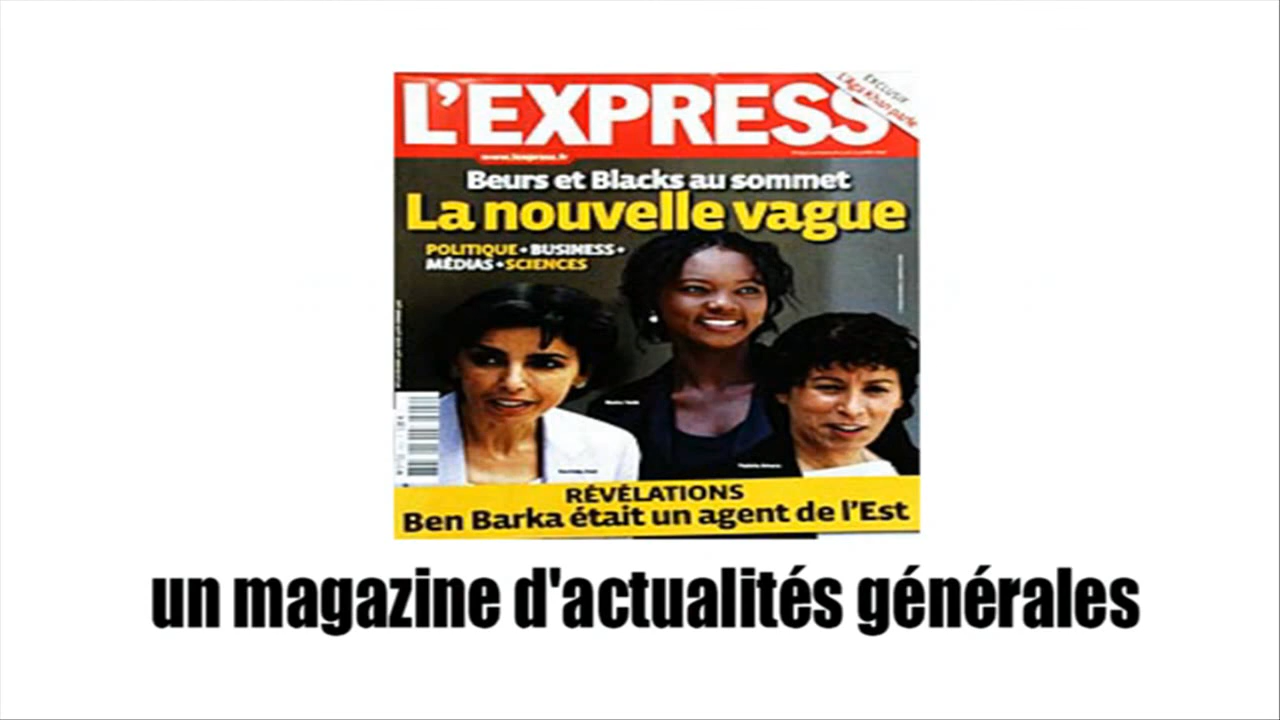 L'EXPRESS
EXCLUSIF
L'Aga Khan parle
www.lexpress.fr
Beurs et Blacks au sommet
La nouvelle vague
POLITIQUE • BUSINESS •
MÉDIAS • SCIENCES
RÉVÉLATIONS
Ben Barka était un agent de l'Est
un magazine d'actualités générales